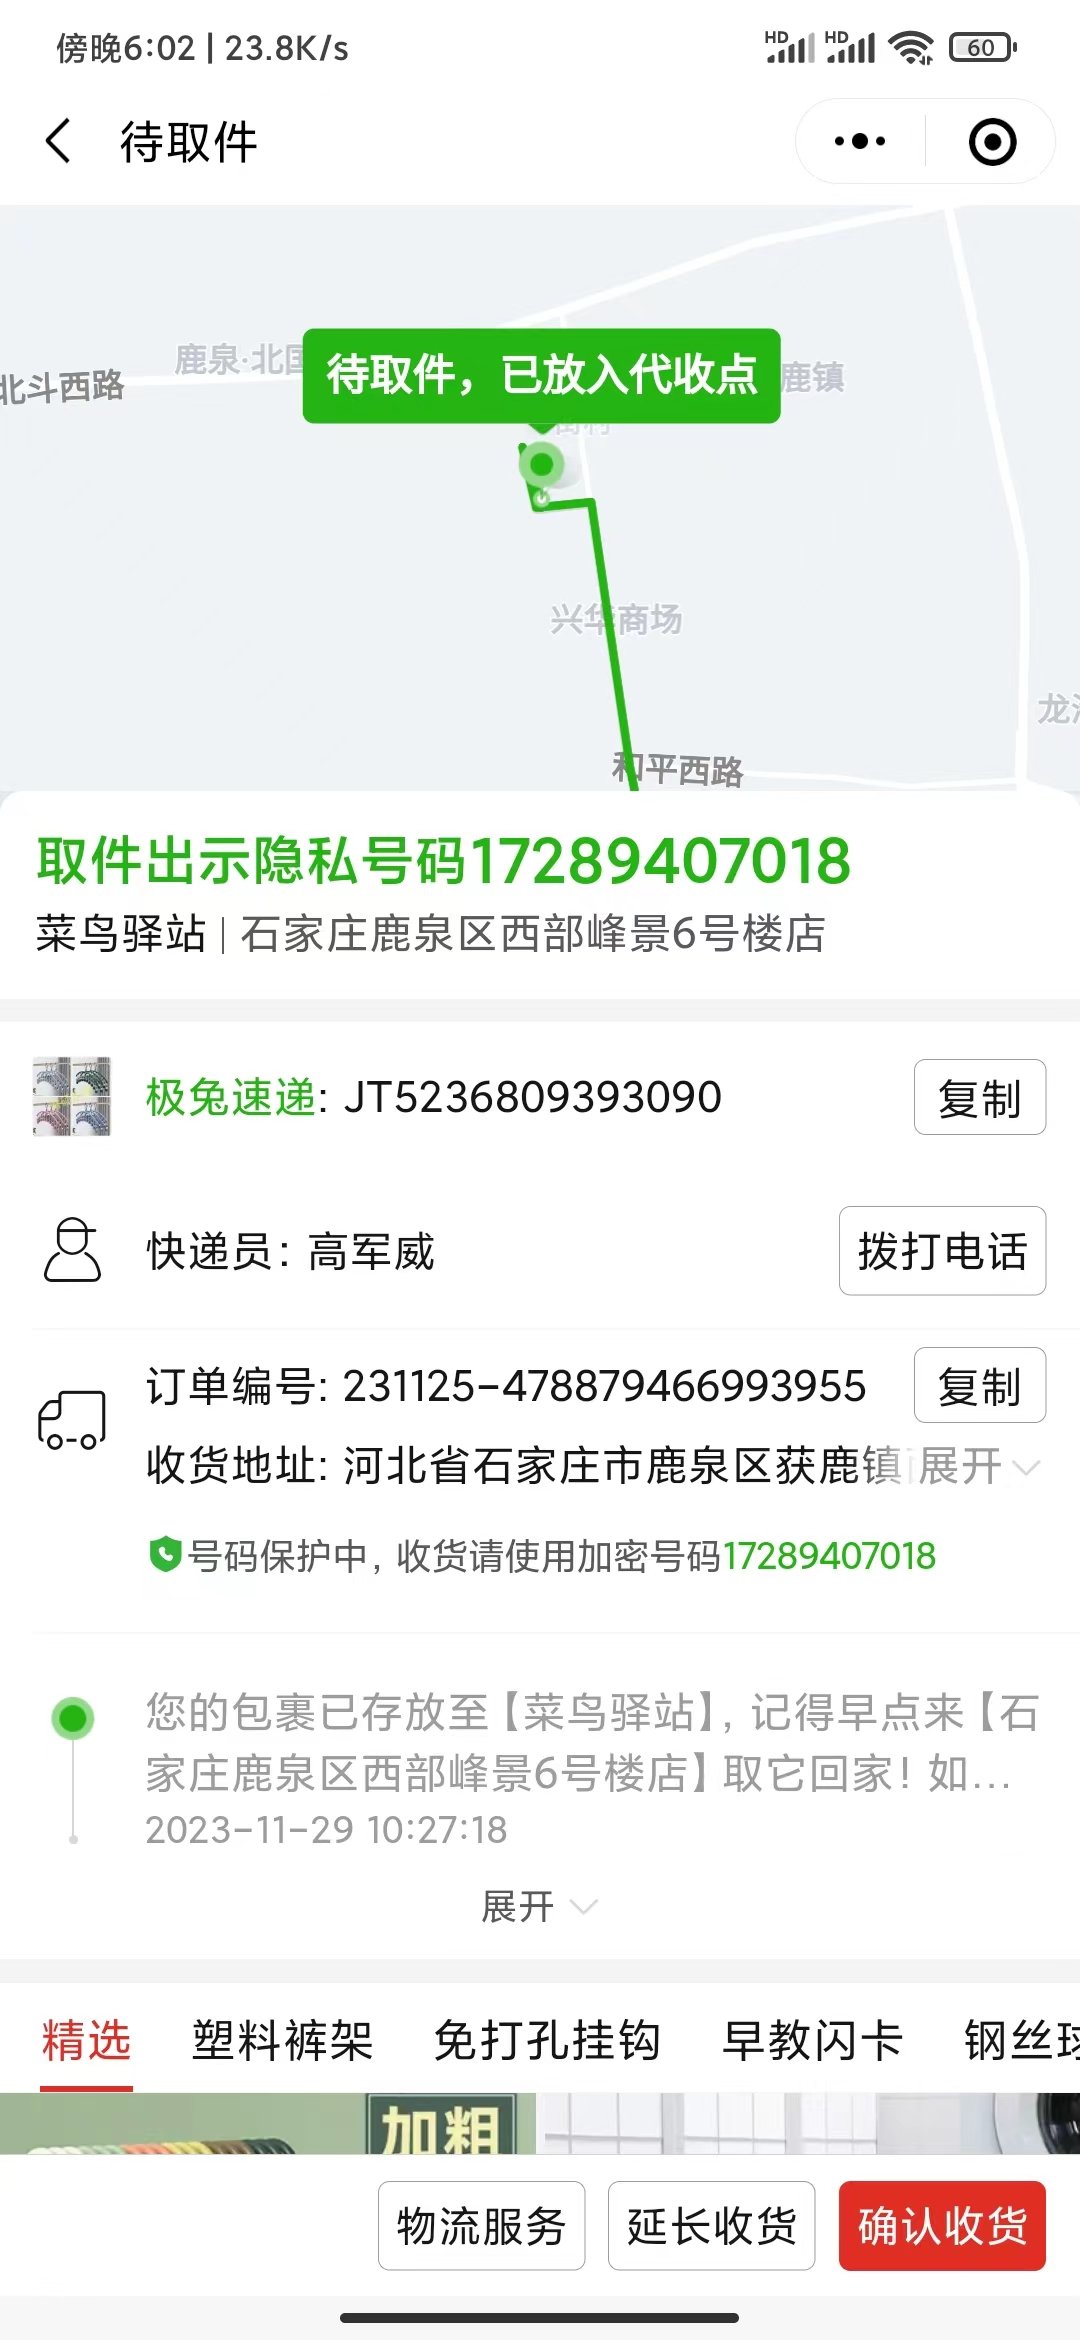 傍晚6:02 | 23.8K/s
HD HD 60
待取件
鹿泉·北国
待取件，已放入代收点
鹿镇
北斗西路
兴华商场
龙
和平西路
取件出示隐私号码17289407018
菜鸟驿站 | 石家庄鹿泉区西部峰景6号楼店
极兔速递: JT5236809393090
复制
快递员: 高军威
拨打电话
订单编号: 231125-478879466993955
复制
收货地址: 河北省石家庄市鹿泉区获鹿镇
展开
号码保护中, 收货请使用加密号码17289407018
您的包裹已存放至【菜鸟驿站】, 记得早点来【石
家庄鹿泉区西部峰景6号楼店】取它回家! 如...
2023-11-29 10:27:18
展开
精选 塑料裤架 免打孔挂钩 早教闪卡 钢丝球
加粗
物流服务 延长收货 确认收货